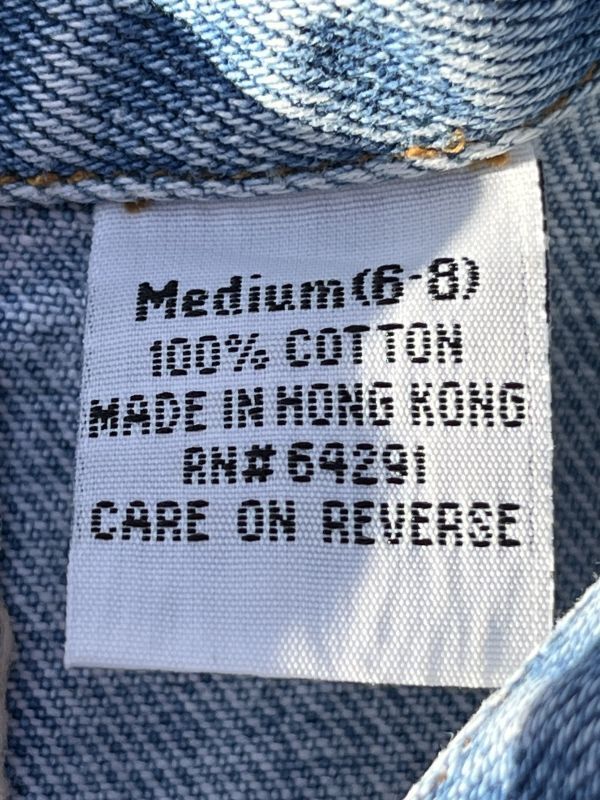 Medium(6-8)
100% COTTON
MADE IN HONG KONG
RN# 64291
CARE ON REVERSE